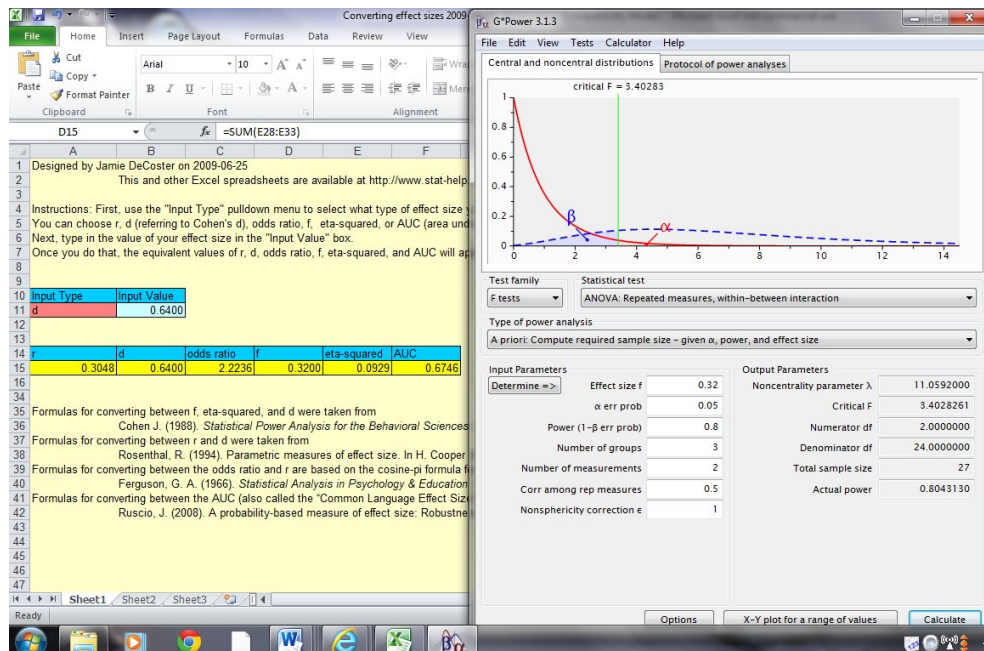 Converting effect sizes 2009
File Home Insert Page Layout Formulas Data Review View
Cut
Copy
Format Painter
Paste
Clipboard
Arial 10
B I U
Font
Alignment
D15 fx =SUM(E28:E33)
A B C D E F
1 Designed by Jamie DeCoster on 2009-06-25
2 This and other Excel spreadsheets are available at http://www.stat-help
3
4 Instructions: First, use the "Input Type" pulldown menu to select what type of effect size
5 You can choose r, d (referring to Cohen's d), odds ratio, f, eta-squared, or AUC (area
6 Next, type in the value of your effect size in the "Input Value" box.
7 Once you do that, the equivalent values of r, d, odds ratio, f, eta-squared, and AUC will
8
9
10 Input Type Input Value
11 d 0.6400
12
13
14 r d odds ratio f eta-squared AUC
15 0.3048 0.6400 2.2236 0.3200 0.0929 0.6746
34
35 Formulas for converting between f, eta-squared, and d were taken from
36 Cohen J. (1988). Statistical Power Analysis for the Behavioral Sciences
37 Formulas for converting between r and d were taken from
38 Rosenthal, R. (1994). Parametric measures of effect size. In H. Cooper
39 Formulas for converting between the odds ratio and r are based on the cosine-pi formula
40 Ferguson, G. A. (1966). Statistical Analysis in Psychology & Education
41 Formulas for converting between the AUC (also called the "Common Language Effect
42 Ruscio, J. (2008). A probability-based measure of effect size:
43
44
45
46
47
Sheet1 Sheet2 Sheet3
Ready
G*Power 3.1.3
File Edit View Tests Calculator Help
Central and noncentral distributions Protocol of power analyses
critical F = 3.40283
1
0.8
0.6
0.4
0.2
0
β
α
0 2 4 6 8 10 12 14
Test family Statistical test
F tests ANOVA: Repeated measures, within-between interaction
Type of power analysis
A priori: Compute required sample size - given α, power, and effect size
Input Parameters
Determine => Effect size f 0.32
α err prob 0.05
Power (1-β err prob) 0.8
Number of groups 3
Number of measurements 2
Corr among rep measures 0.5
Nonsphericity correction ε 1
Output Parameters
Noncentrality parameter λ 11.0592000
Critical F 3.4028261
Numerator df 2.0000000
Denominator df 24.0000000
Total sample size 27
Actual power 0.8043130
Options X-Y plot for a range of values Calculate